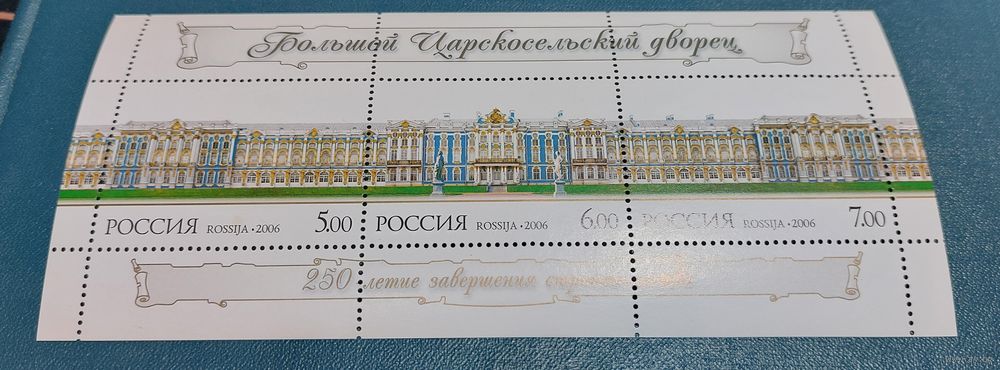 Большой Царскосельский дворец
РОССИЯ ROSSIJA · 2006 5.00
РОССИЯ ROSSIJA · 2006 6.00
РОССИЯ ROSSIJA · 2006 7.00
250 летие завершения